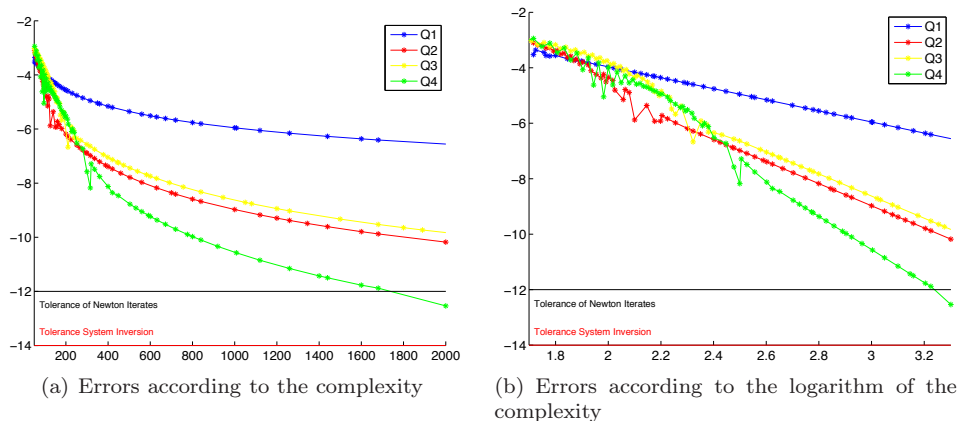 −2
−4
−6
−8
−10
−12
−14
200 400 600 800 1000 1200 1400 1600 1800 2000
Q1
Q2
Q3
Q4
Tolerance of Newton Iterates
Tolerance System Inversion
(a) Errors according to the complexity
−2
−4
−6
−8
−10
−12
−14
1.8 2 2.2 2.4 2.6 2.8 3 3.2
Q1
Q2
Q3
Q4
Tolerance of Newton Iterates
Tolerance System Inversion
(b) Errors according to the logarithm of the
complexity